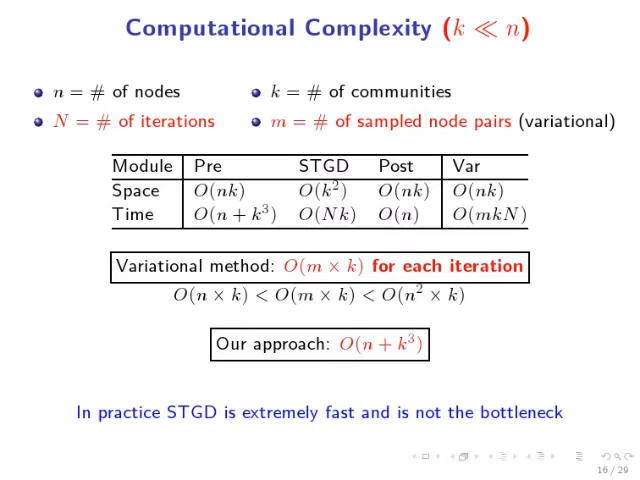 Computational Complexity (k ≪ n)
n = # of nodes
k = # of communities
N = # of iterations
m = # of sampled node pairs (variational)
Module Pre STGD Post Var
Space O(nk) O(k²) O(nk) O(nk)
Time O(n + k³) O(Nk) O(n) O(mkN)
Variational method: O(m × k) for each iteration
O(n × k) < O(m × k) < O(n² × k)
Our approach: O(n + k³)
In practice STGD is extremely fast and is not the bottleneck
16 / 29